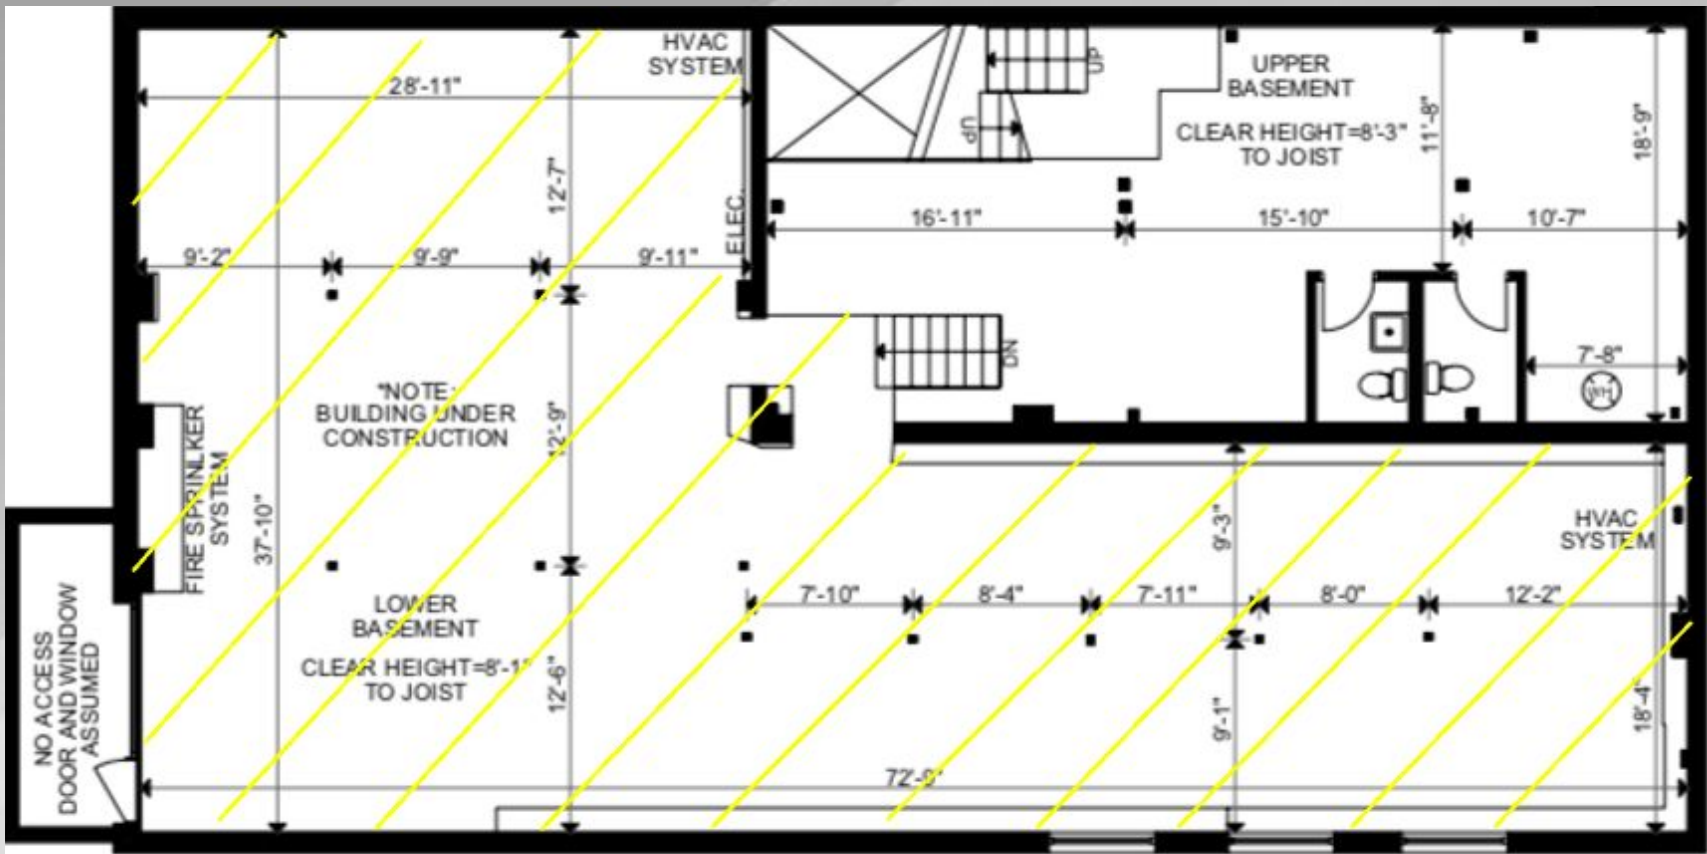 HVAC
SYSTEM
28'-11"
UP
UP
UPPER
BASEMENT
CLEAR HEIGHT=8'-3"
TO JOIST
11'-8"
18'-9"
12'-7"
ELEC.
16'-11"
15'-10"
10'-7"
9'-2"
9'-9"
9'-11"
DN
7'-8"
WH
*NOTE:
BUILDING UNDER
CONSTRUCTION
12'-9"
FIRE SPRINLKER
SYSTEM
37'-10"
9'-3"
HVAC
SYSTEM
7'-10"
8'-4"
7'-11"
8'-0"
12'-2"
LOWER
BASEMENT
CLEAR HEIGHT=8'-1"
TO JOIST
12'-6"
9'-1"
18'-4"
NO ACCESS
DOOR AND WINDOW
ASSUMED